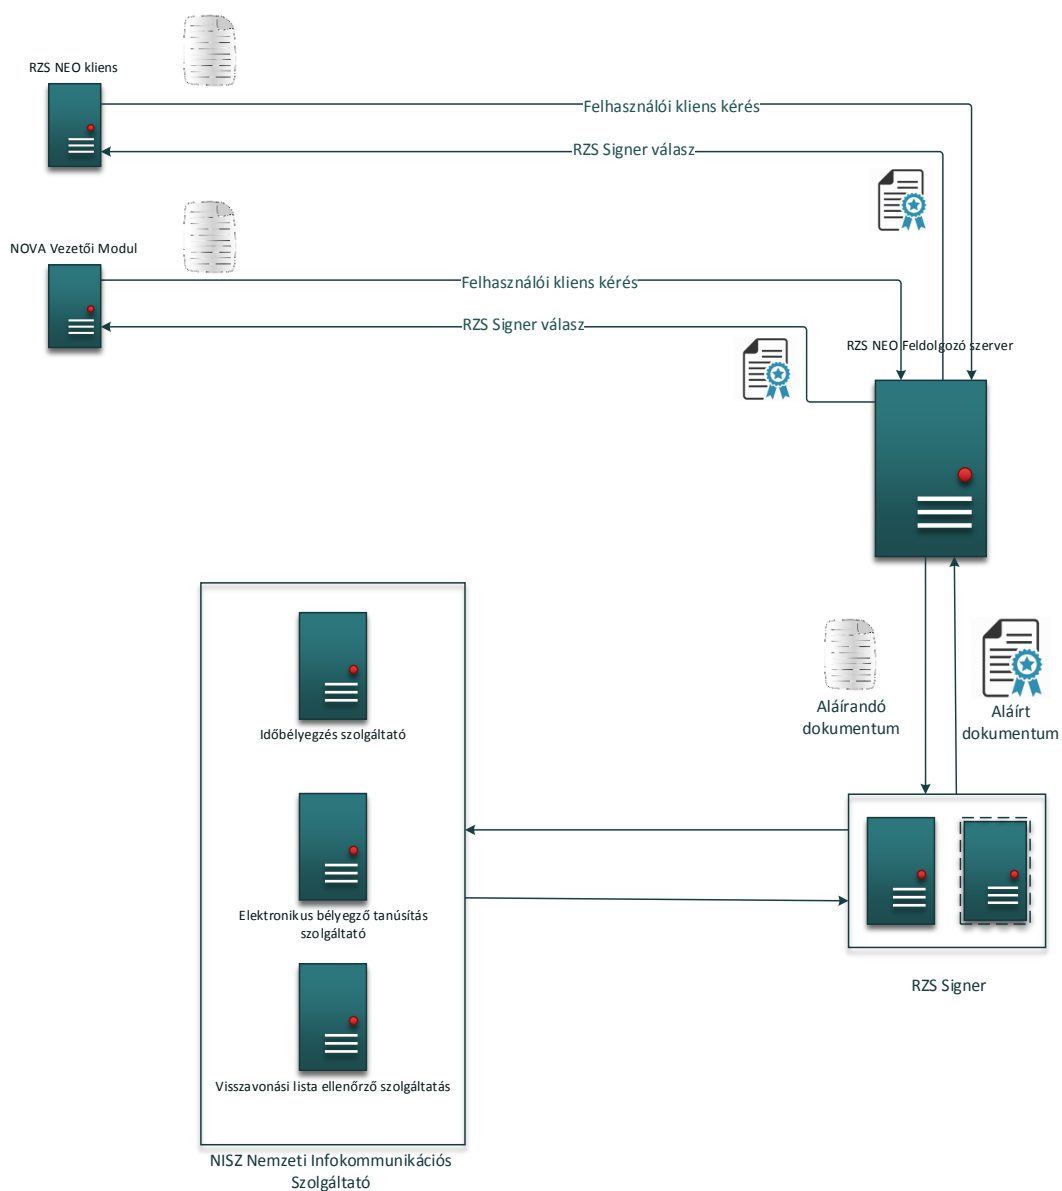 RZS NEO kliens
Felhasználói kliens kérés
RZS Signer válasz
NOVA Vezetői Modul
Felhasználói kliens kérés
RZS Signer válasz
RZS NEO Feldolgozó szerver
Aláírandó
dokumentum
Aláírt
dokumentum
Időbélyegzés szolgáltató
Elektronikus bélyegző tanúsítás
szolgáltató
Visszavonási lista ellenőrző szolgáltatás
RZS Signer
NISZ Nemzeti Infokommunikációs
Szolgáltató